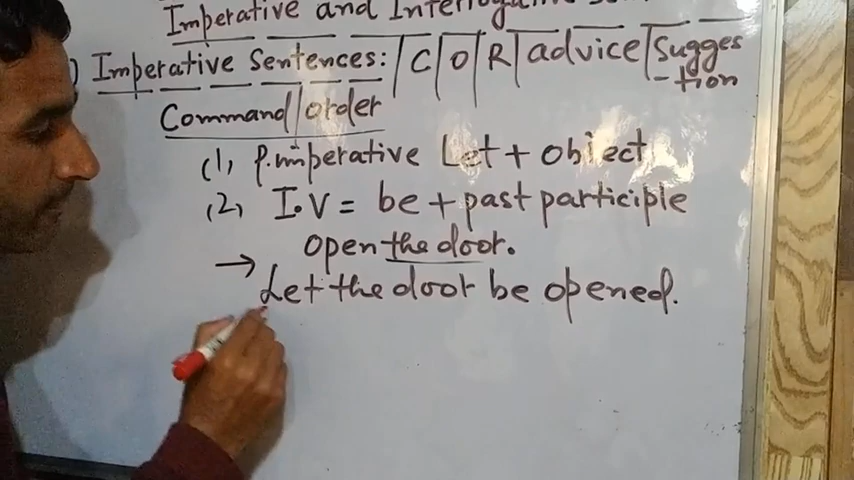 Imperative and Interrogative
) Imperative Sentences: / C / O / R / advice / Sugges
-tion
Command/order
(1) P.imperative Let + object
(2) I.V = be + past participle
open the door.
→ Let the door be opened.